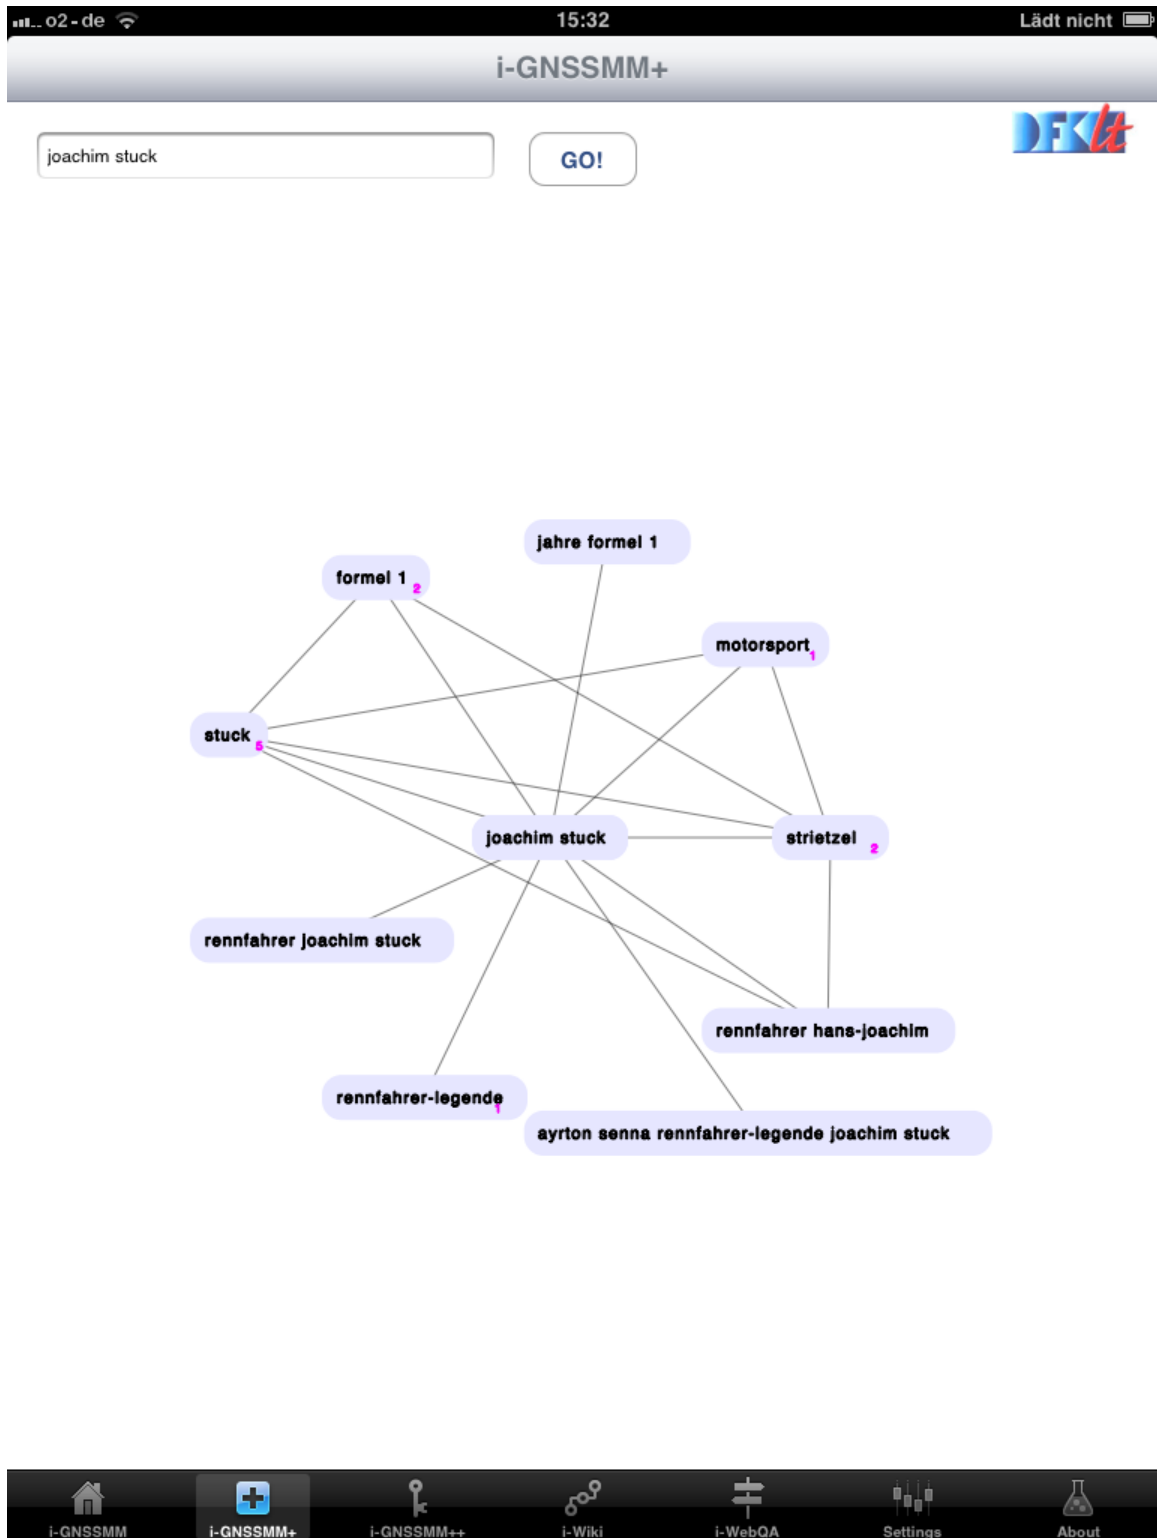 o2-de 15:32 Lädt nicht
i-GNSSMM+
DFKI lt
joachim stuck GO!
jahre formel 1
formel 1 2
motorsport 1
stuck 5
joachim stuck strietzel 2
rennfahrer joachim stuck
rennfahrer hans-joachim
rennfahrer-legende 1
ayrton senna rennfahrer-legende joachim stuck
i-GNSSMM i-GNSSMM+ i-GNSSMM++ i-Wiki i-WebQA Settings About